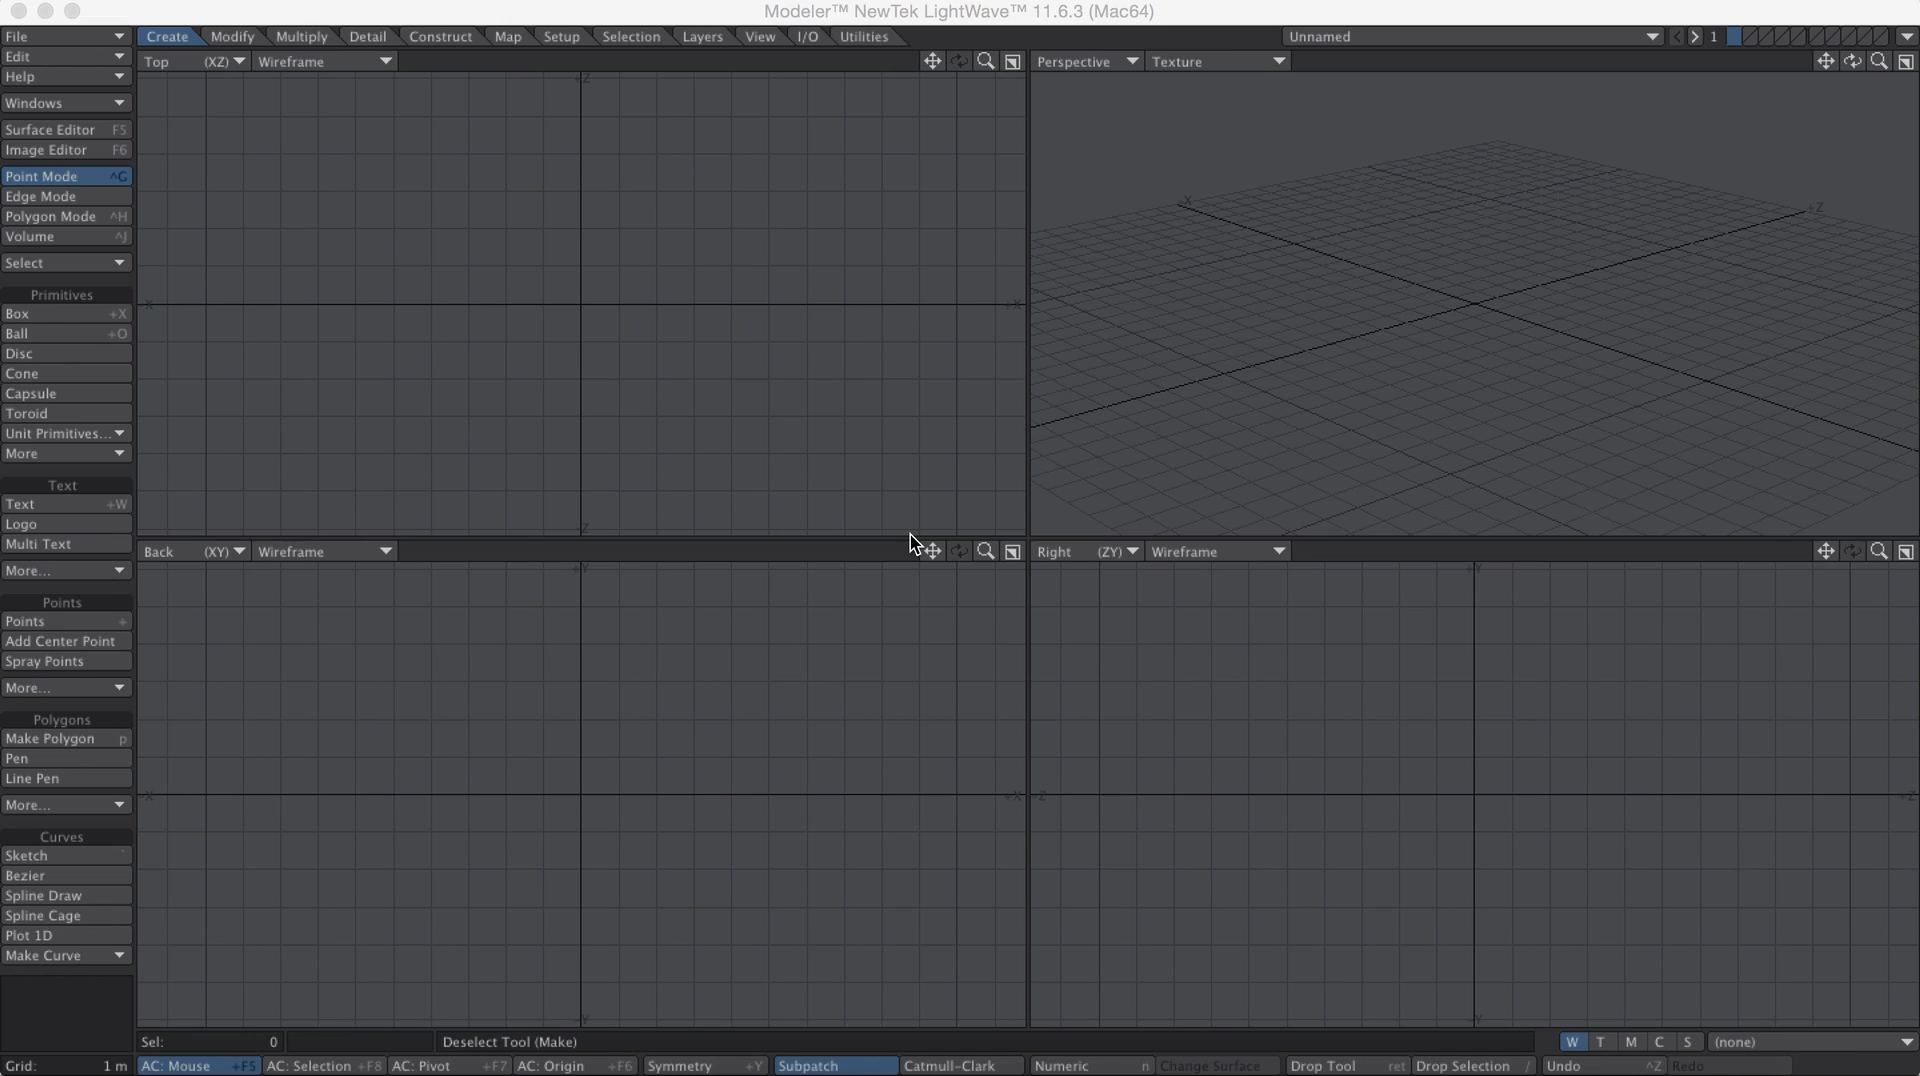 Modeler™ NewTek LightWave™ 11.6.3 (Mac64)
File
Create Modify Multiply Detail Construct Map Setup Selection Layers View I/O Utilities
Unnamed
1
Edit
Help
Windows
Surface Editor F5
Image Editor F6
Point Mode ^G
Edge Mode
Polygon Mode ^H
Volume ^J
Select
Primitives
Box +X
Ball +O
Disc
Cone
Capsule
Toroid
Unit Primitives...
More
Text
Text +W
Logo
Multi Text
More...
Points
Points +
Add Center Point
Spray Points
More...
Polygons
Make Polygon p
Pen
Line Pen
More...
Curves
Sketch `
Bezier
Spline Draw
Spline Cage
Plot 1D
Make Curve
Top (XZ) Wireframe
+Z
-X
+X
-Z
Perspective Texture
-X
+Z
Back (XY) Wireframe
+Y
-X
+X
-Y
Right (ZY) Wireframe
+Y
-Z
+Z
-Y
Sel: 0
Deselect Tool (Make)
W T M C S (none)
Grid: 1 m
AC: Mouse +F5 AC: Selection +F8 AC: Pivot +F7 AC: Origin +F6 Symmetry +Y Subpatch Catmull-Clark Numeric n Change Surface Drop Tool ret Drop Selection / Undo ^Z Redo